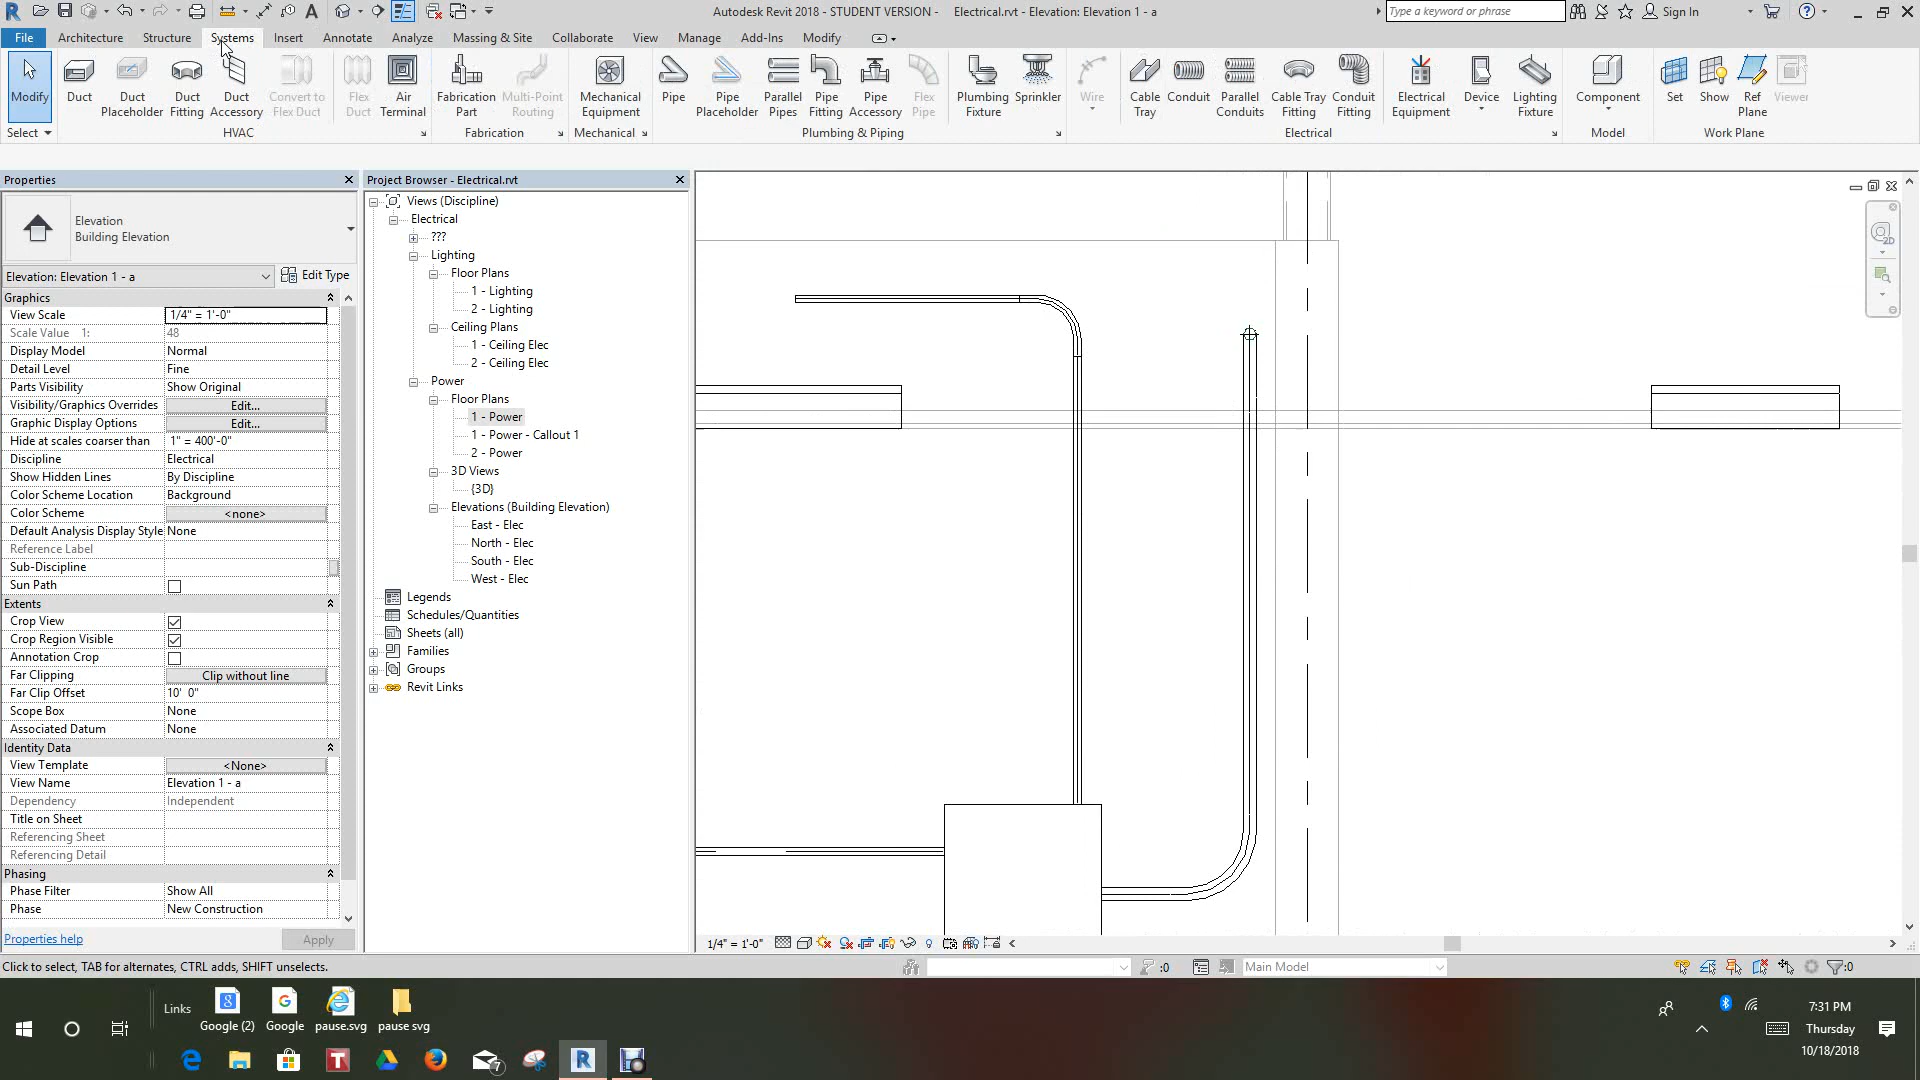 Autodesk Revit 2018 - STUDENT VERSION - Electrical.rvt - Elevation: Elevation 1 - a
Type a keyword or phrase
Sign In
File Architecture Structure Systems Insert Annotate Analyze Massing & Site Collaborate View Manage Add-Ins Modify
Modify
Duct
Duct Placeholder
Duct Fitting
Duct Accessory
Convert to Flex Duct
Flex Duct
Air Terminal
Fabrication Part
Multi-Point Routing
Mechanical Equipment
Pipe
Pipe Placeholder
Parallel Pipes
Pipe Fitting
Pipe Accessory
Flex Pipe
Plumbing Fixture
Sprinkler
Wire
Cable Tray
Conduit
Parallel Conduits
Cable Tray Fitting
Conduit Fitting
Electrical Equipment
Device
Lighting Fixture
Component
Set
Show
Ref Plane
Viewer
Select HVAC Fabrication Mechanical Plumbing & Piping Electrical Model Work Plane
Properties
Elevation
Building Elevation
Elevation: Elevation 1 - a Edit Type
Graphics
View Scale 1/4" = 1'-0"
Scale Value 1: 48
Display Model Normal
Detail Level Fine
Parts Visibility Show Original
Visibility/Graphics Overrides Edit...
Graphic Display Options Edit...
Hide at scales coarser than 1" = 400'-0"
Discipline Electrical
Show Hidden Lines By Discipline
Color Scheme Location Background
Color Scheme <none>
Default Analysis Display Style None
Reference Label
Sub-Discipline
Sun Path
Extents
Crop View
Crop Region Visible
Annotation Crop
Far Clipping Clip without line
Far Clip Offset 10' 0"
Scope Box None
Associated Datum None
Identity Data
View Template <None>
View Name Elevation 1 - a
Dependency Independent
Title on Sheet
Referencing Sheet
Referencing Detail
Phasing
Phase Filter Show All
Phase New Construction
Properties help Apply
Project Browser - Electrical.rvt
Views (Discipline)
Electrical
???
Lighting
Floor Plans
1 - Lighting
2 - Lighting
Ceiling Plans
1 - Ceiling Elec
2 - Ceiling Elec
Power
Floor Plans
1 - Power
1 - Power - Callout 1
2 - Power
3D Views
{3D}
Elevations (Building Elevation)
East - Elec
North - Elec
South - Elec
West - Elec
Legends
Schedules/Quantities
Sheets (all)
Families
Groups
Revit Links
2D
1/4" = 1'-0"
Click to select, TAB for alternates, CTRL adds, SHIFT unselects.
:0
Main Model
:0
Links
Google (2)
Google
pause.svg
pause svg
7
7:31 PM
Thursday
10/18/2018